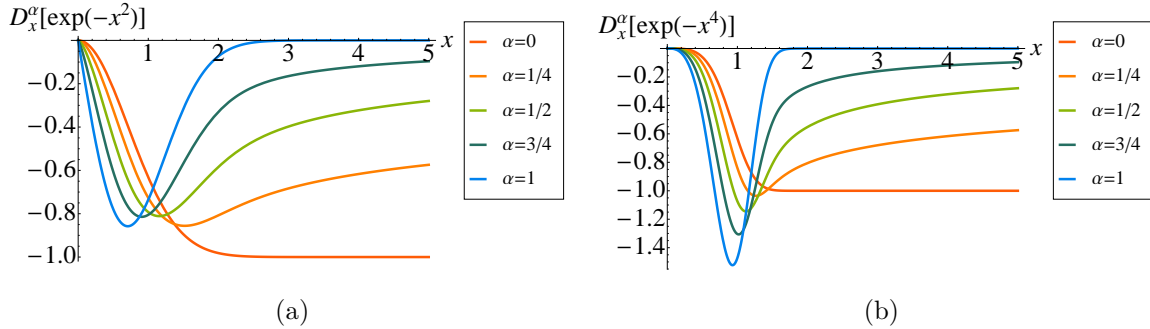 D_x^α[exp(-x^2)]
0 1 2 3 4 5 x
−0.2
−0.4
−0.6
−0.8
−1.0
α=0
α=1/4
α=1/2
α=3/4
α=1
(a)
D_x^α[exp(-x^4)]
0 1 2 3 4 5 x
−0.2
−0.4
−0.6
−0.8
−1.0
−1.2
−1.4
α=0
α=1/4
α=1/2
α=3/4
α=1
(b)